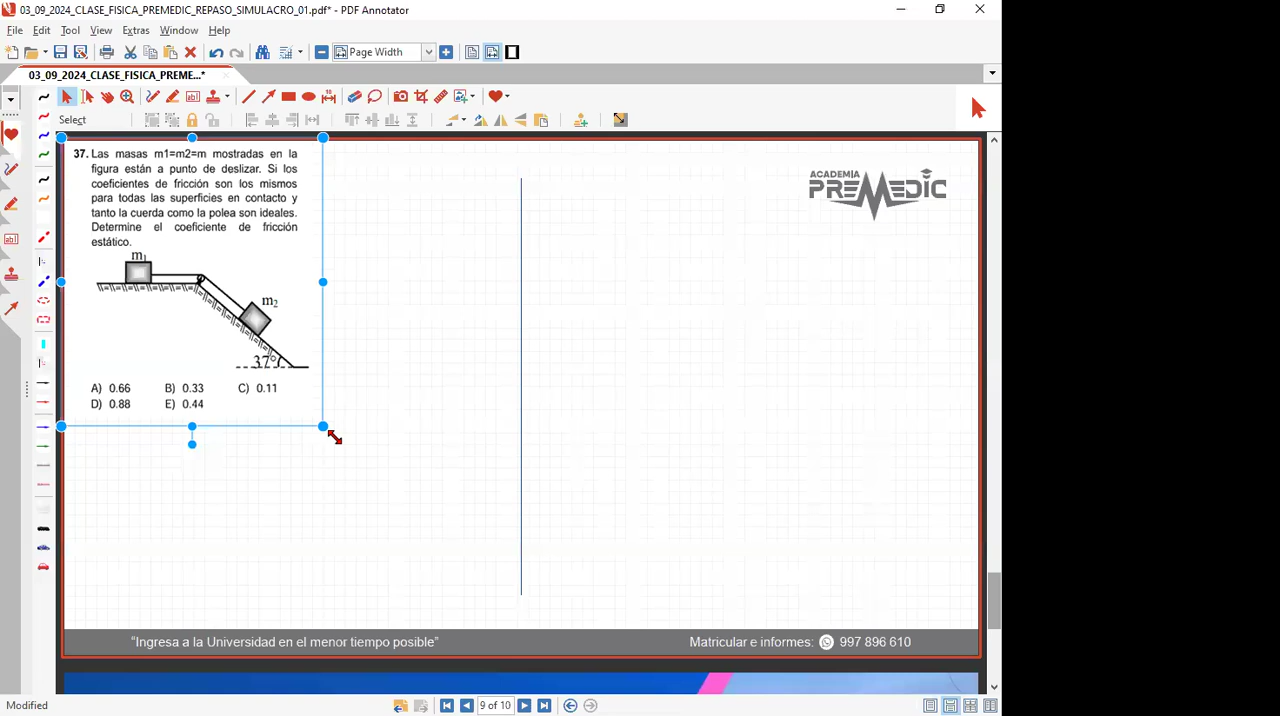 03_09_2024_CLASE_FISICA_PREMEDIC_REPASO_SIMULACRO_01.pdf* - PDF Annotator
File Edit Tool View Extras Window Help
Page Width
03_09_2024_CLASE_FISICA_PREME...*
Select
37. Las masas m1=m2=m mostradas en la
figura están a punto de deslizar. Si los
coeficientes de fricción son los mismos
para todas las superficies en contacto y
tanto la cuerda como la polea son ideales.
Determine el coeficiente de fricción
estático.
m1
m2
37°
A) 0.66 B) 0.33 C) 0.11
D) 0.88 E) 0.44
ACADEMIA
PREMEDIC
“Ingresa a la Universidad en el menor tiempo posible” Matricular e informes: 997 896 610
Modified
9 of 10